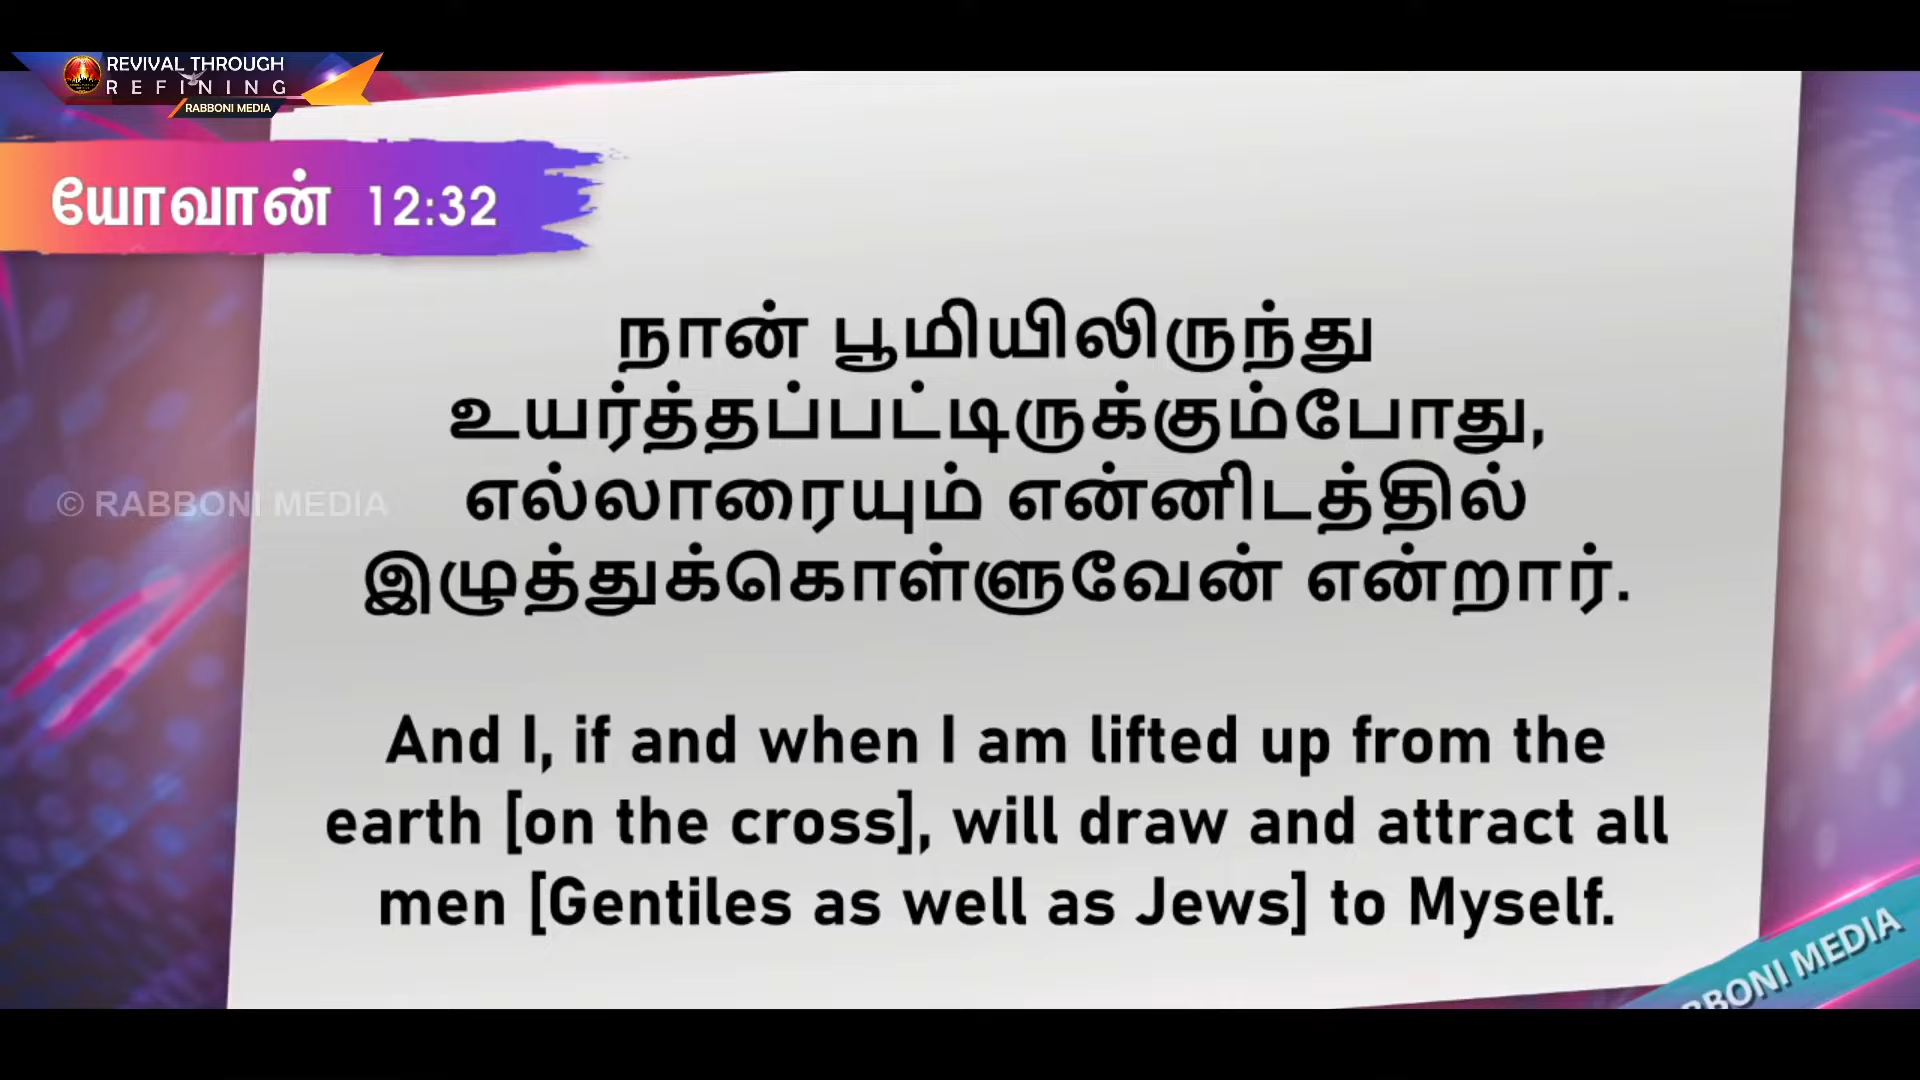 REVIVAL THROUGH
REFINING
RABBONI MEDIA
யோவான் 12:32
நான் பூமியிலிருந்து
உயர்த்தப்பட்டிருக்கும்போது,
எல்லாரையும் என்னிடத்தில்
இழுத்துக்கொள்ளுவேன் என்றார்.
© RABBONI MEDIA
And I, if and when I am lifted up from the
earth [on the cross], will draw and attract all
men [Gentiles as well as Jews] to Myself.
BBONI MEDIA